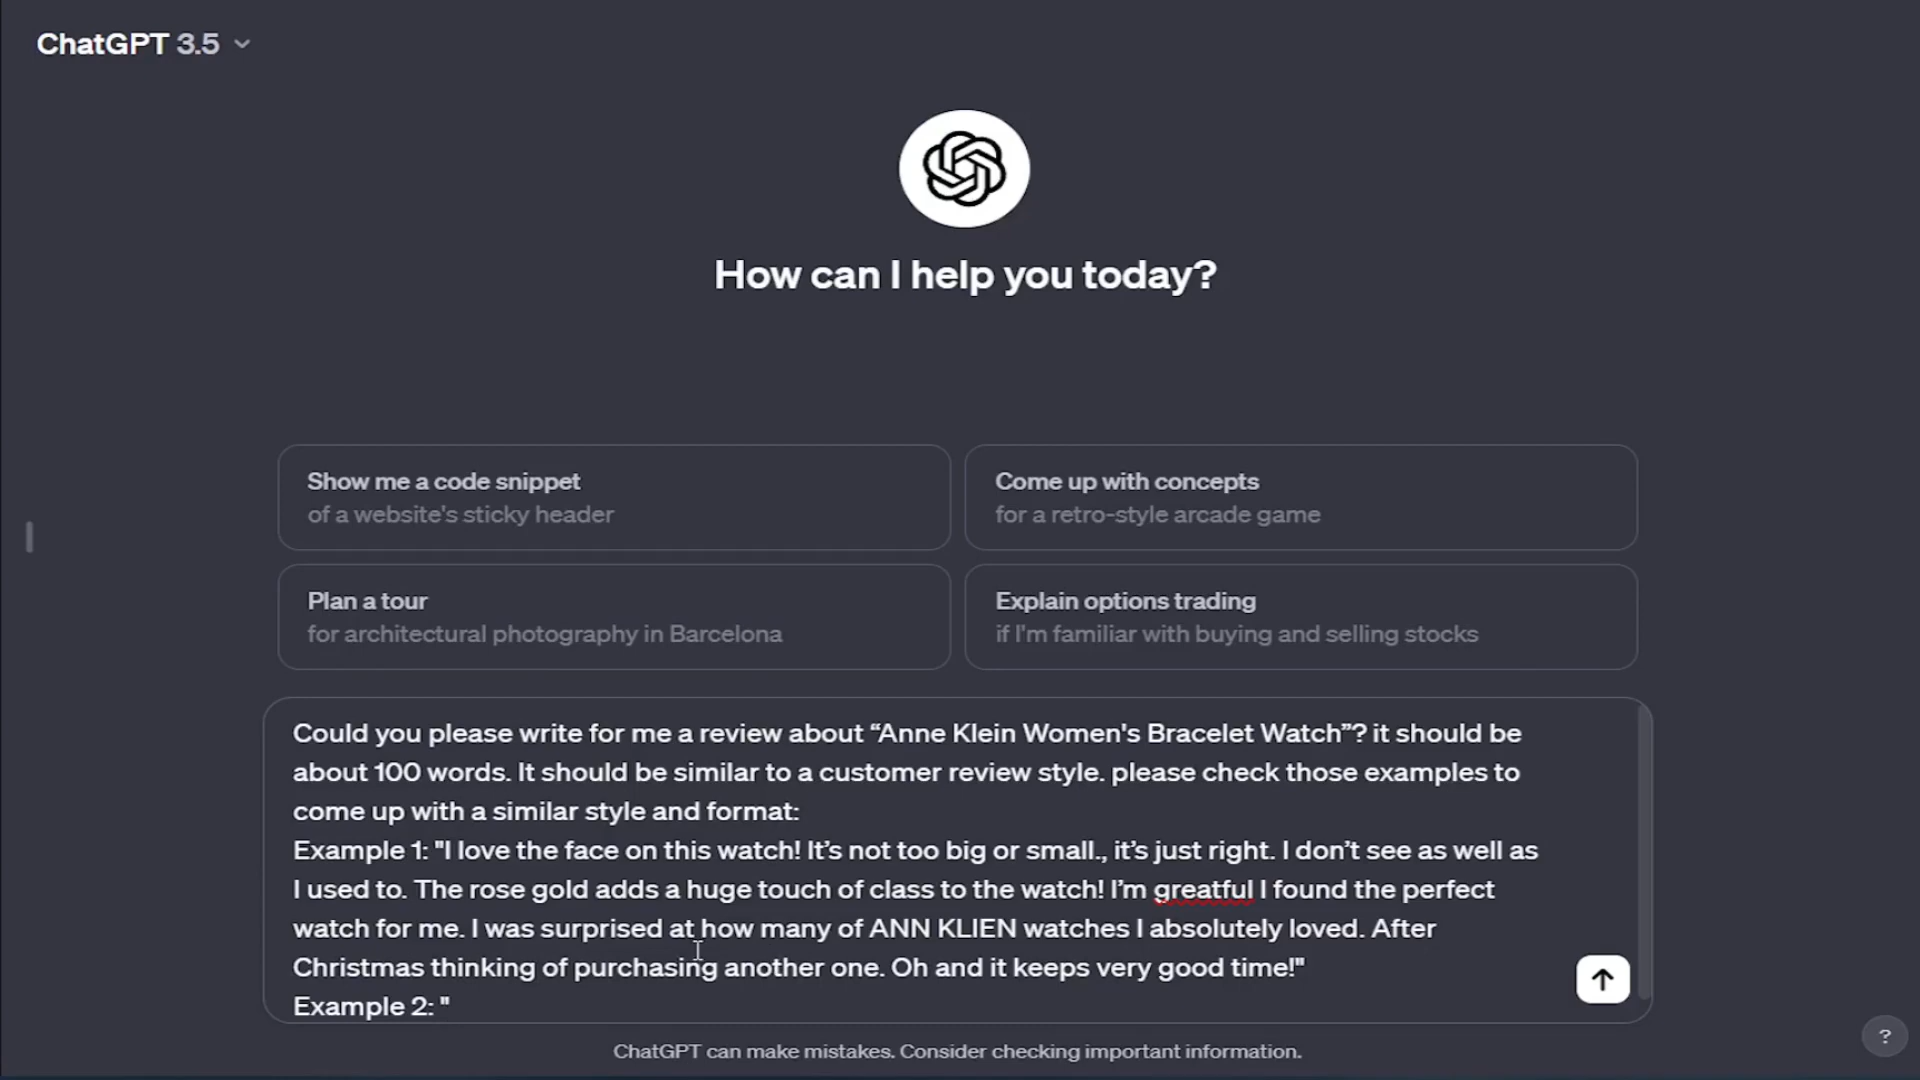 ChatGPT 3.5
How can I help you today?
Show me a code snippet
of a website's sticky header
Come up with concepts
for a retro-style arcade game
Plan a tour
for architectural photography in Barcelona
Explain options trading
if I'm familiar with buying and selling stocks
Could you please write for me a review about “Anne Klein Women's Bracelet Watch”? it should be
about 100 words. It should be similar to a customer review style. please check those examples to
come up with a similar style and format:
Example 1: "I love the face on this watch! It’s not too big or small., it’s just right. I don’t see as well as
I used to. The rose gold adds a huge touch of class to the watch! I’m greatful I found the perfect
watch for me. I was surprised at how many of ANN KLIEN watches I absolutely loved. After
Christmas thinking of purchasing another one. Oh and it keeps very good time!"
Example 2: "
ChatGPT can make mistakes. Consider checking important information.
?